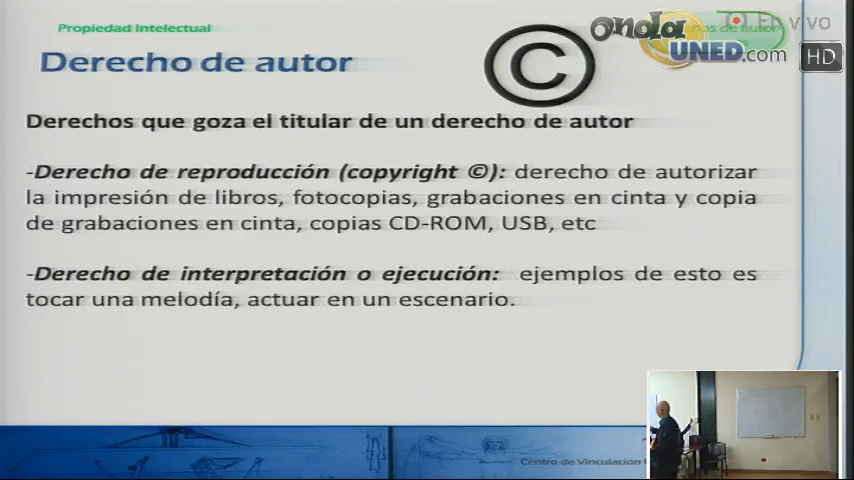 Propiedad Intelectual
Derechos de autor
En vivo
onda
UNED.com
HD
Derecho de autor
©
Derechos que goza el titular de un derecho de autor
-Derecho de reproducción (copyright ©): derecho de autorizar
la impresión de libros, fotocopias, grabaciones en cinta y copia
de grabaciones en cinta, copias CD-ROM, USB, etc
-Derecho de interpretación o ejecución: ejemplos de esto es
tocar una melodía, actuar en un escenario.
Centro de Vinculación